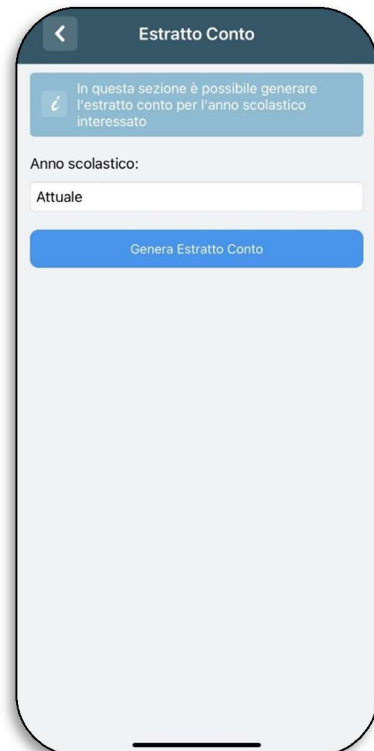 Estratto Conto
In questa sezione è possibile generare
l'estratto conto per l'anno scolastico
interessato
Anno scolastico:
Attuale
Genera Estratto Conto